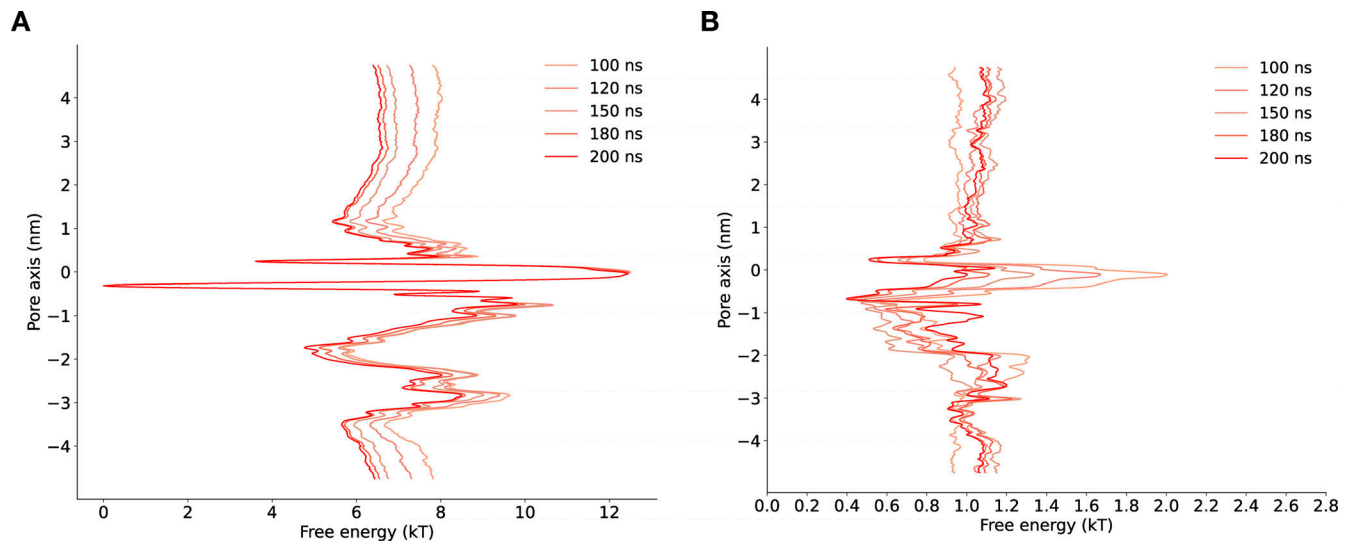 A
100 ns
120 ns
150 ns
180 ns
200 ns
4
3
2
1
0
−1
−2
−3
−4
Pore axis (nm)
0 2 4 6 8 10 12
Free energy (kT)
B
100 ns
120 ns
150 ns
180 ns
200 ns
4
3
2
1
0
−1
−2
−3
−4
Pore axis (nm)
0.0 0.2 0.4 0.6 0.8 1.0 1.2 1.4 1.6 1.8 2.0 2.2 2.4 2.6 2.8
Free energy (kT)